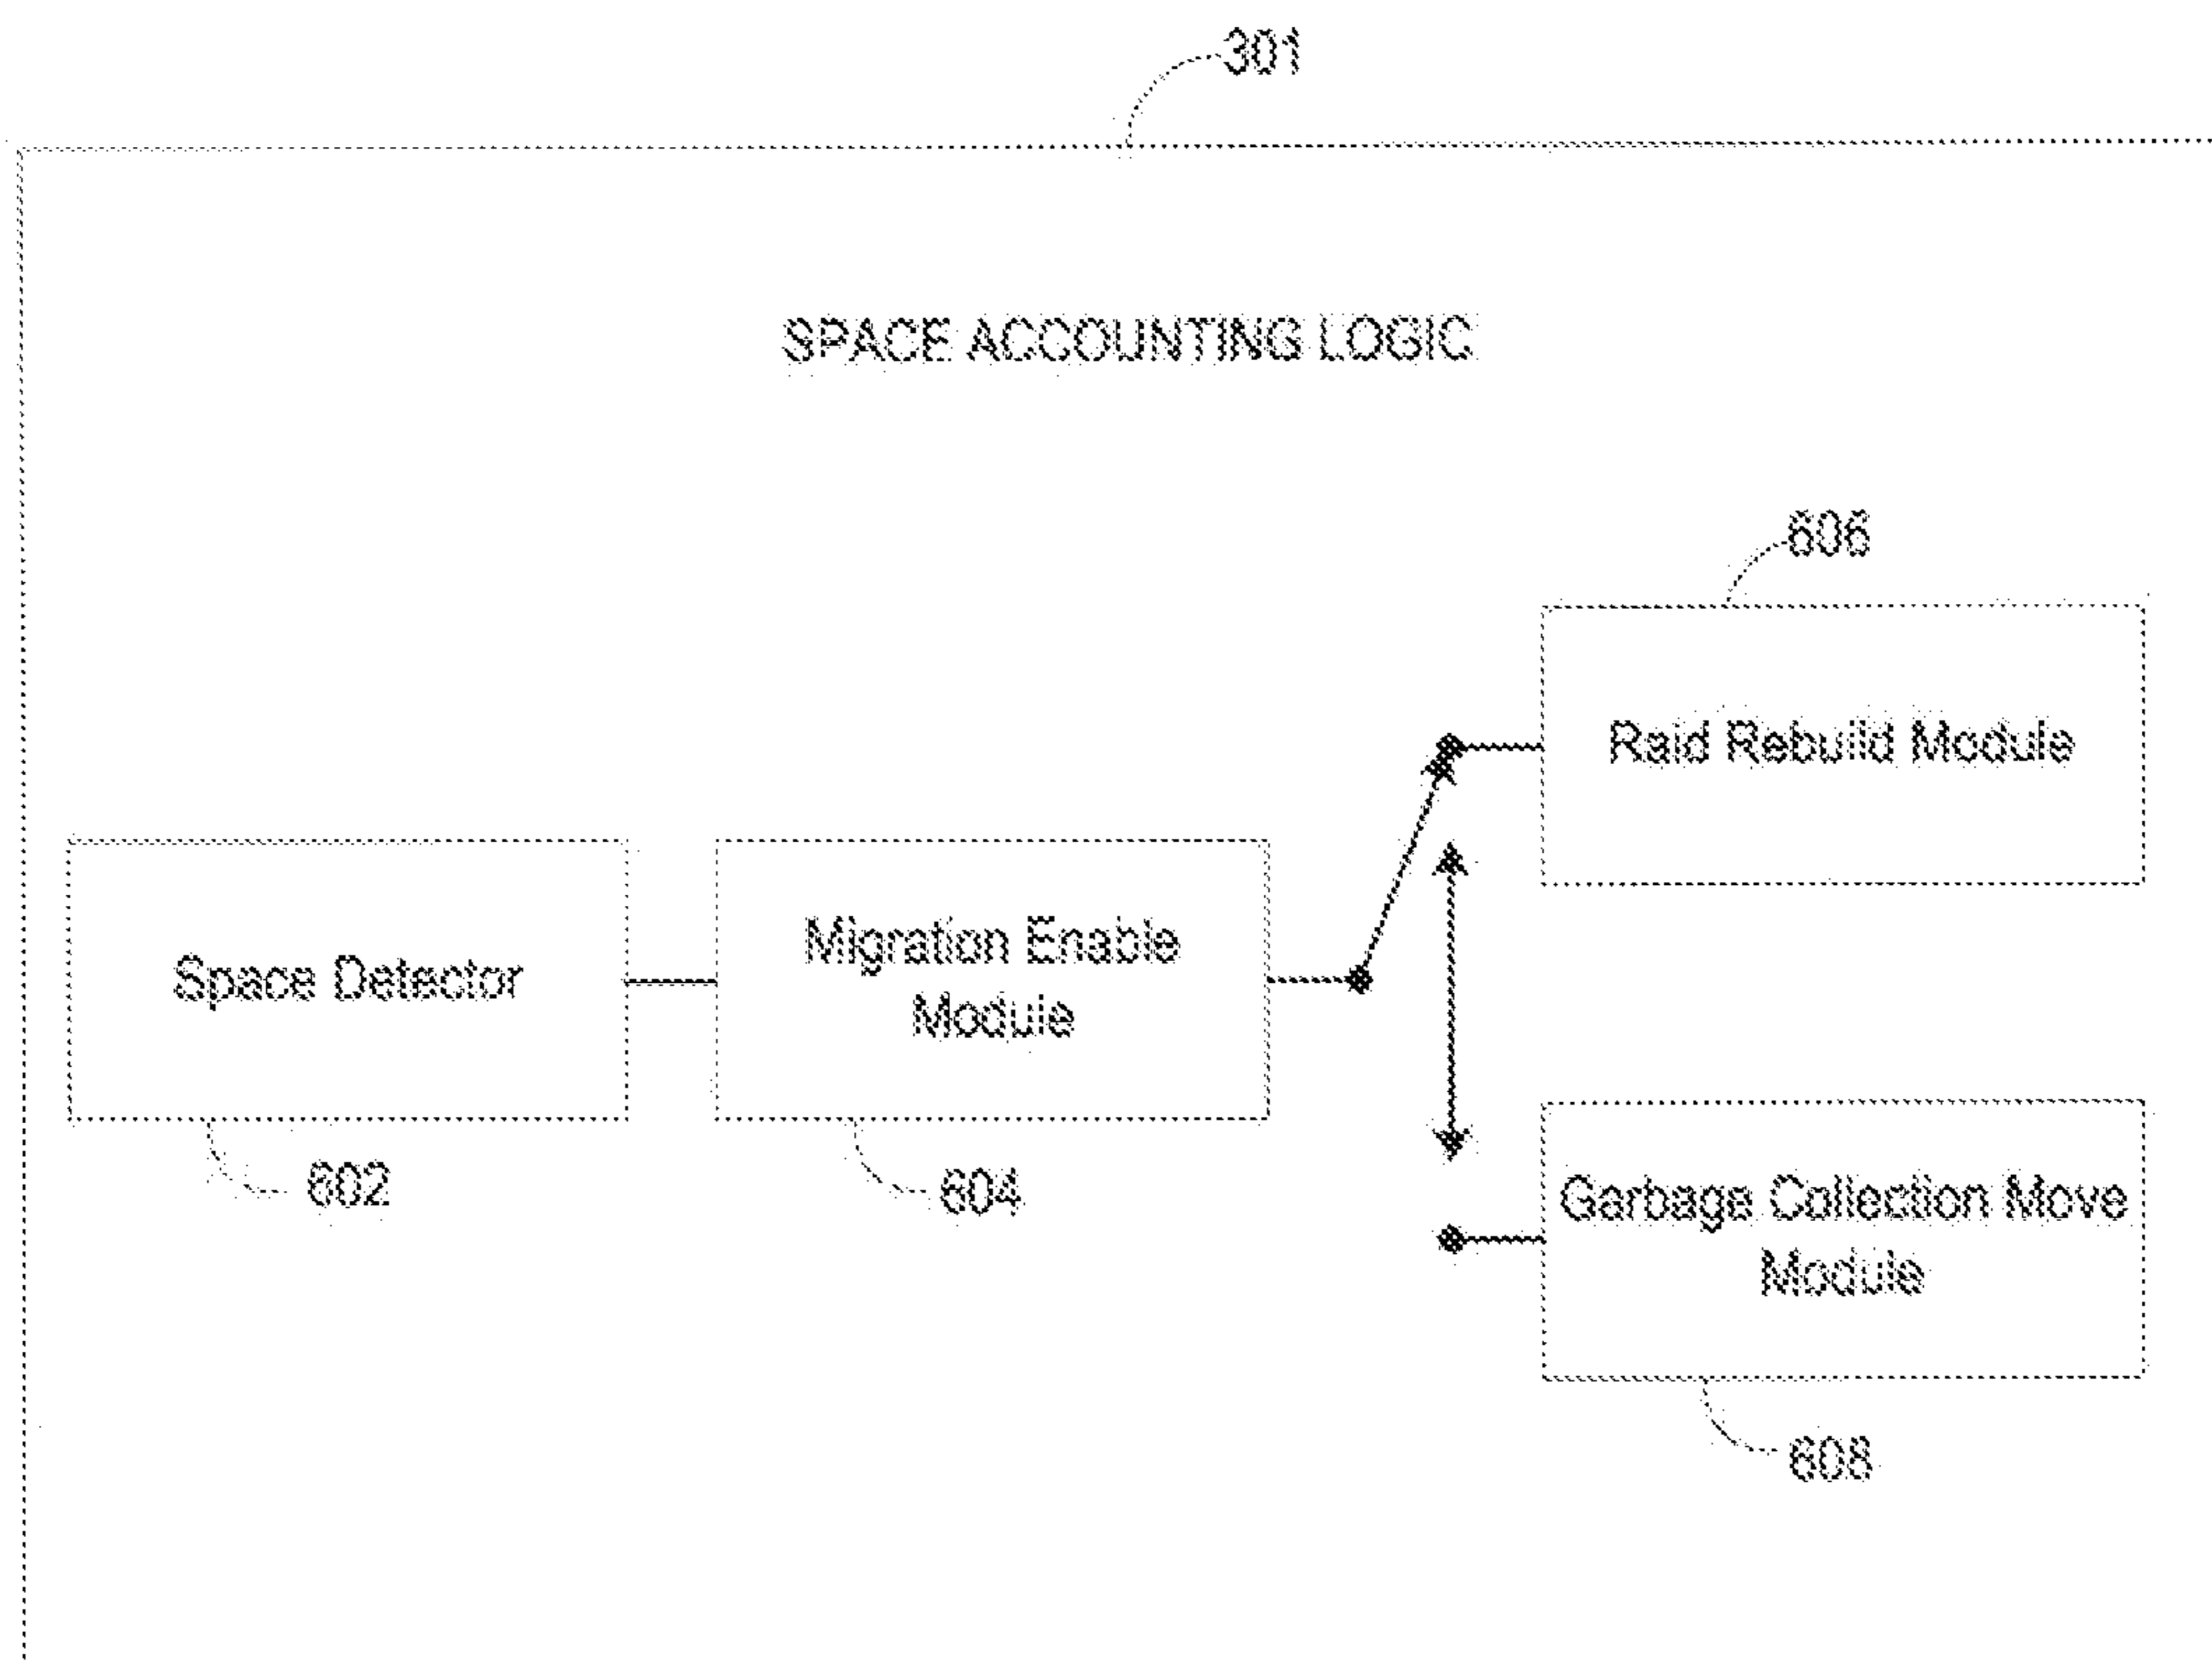 301
SPACE ACCOUNTING LOGIC
606
Raid Rebuild Module
Space Detector
Migration Enable
Module
602
604
Garbage Collection Move
Module
608